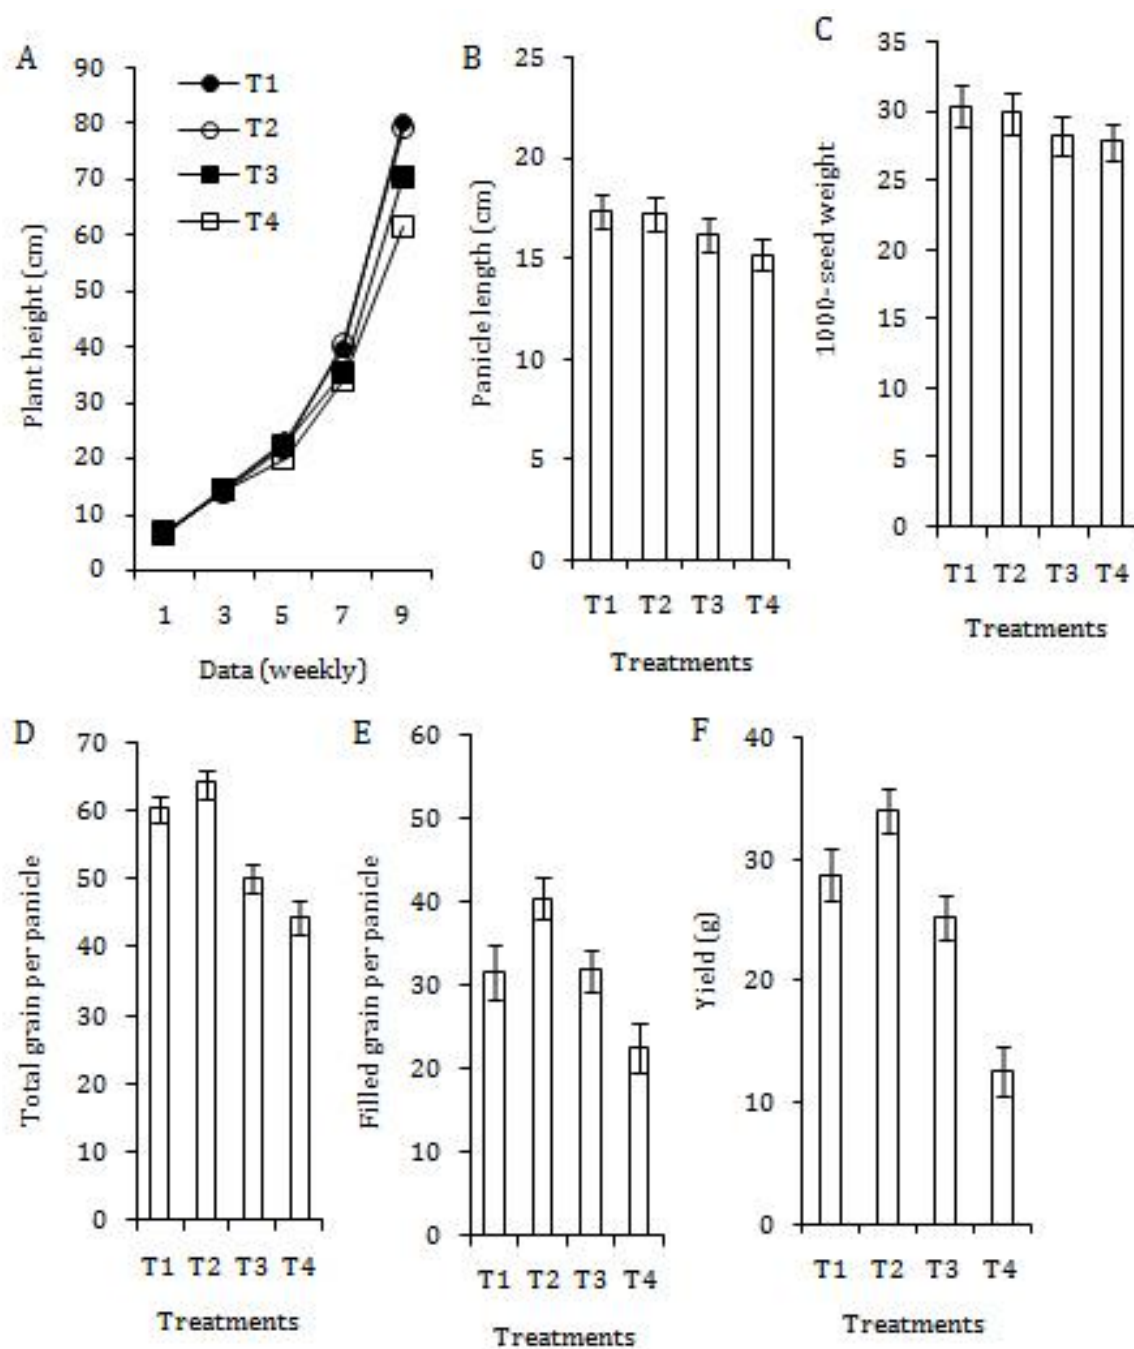 A
Plant height (cm)
90
80
70
60
50
40
30
20
10
0
T1
T2
T3
T4
1 3 5 7 9
Data (weekly)
B
Panicle length (cm)
25
20
15
10
5
0
T1 T2 T3 T4
Treatments
C
1000-seed weight
35
30
25
20
15
10
5
0
T1 T2 T3 T4
Treatments
D
Total grain per panicle
70
60
50
40
30
20
10
0
T1 T2 T3 T4
Treatments
E
Filled grain per panicle
60
50
40
30
20
10
0
T1 T2 T3 T4
Treatments
F
Yield (g)
40
30
20
10
0
T1 T2 T3 T4
Treatments